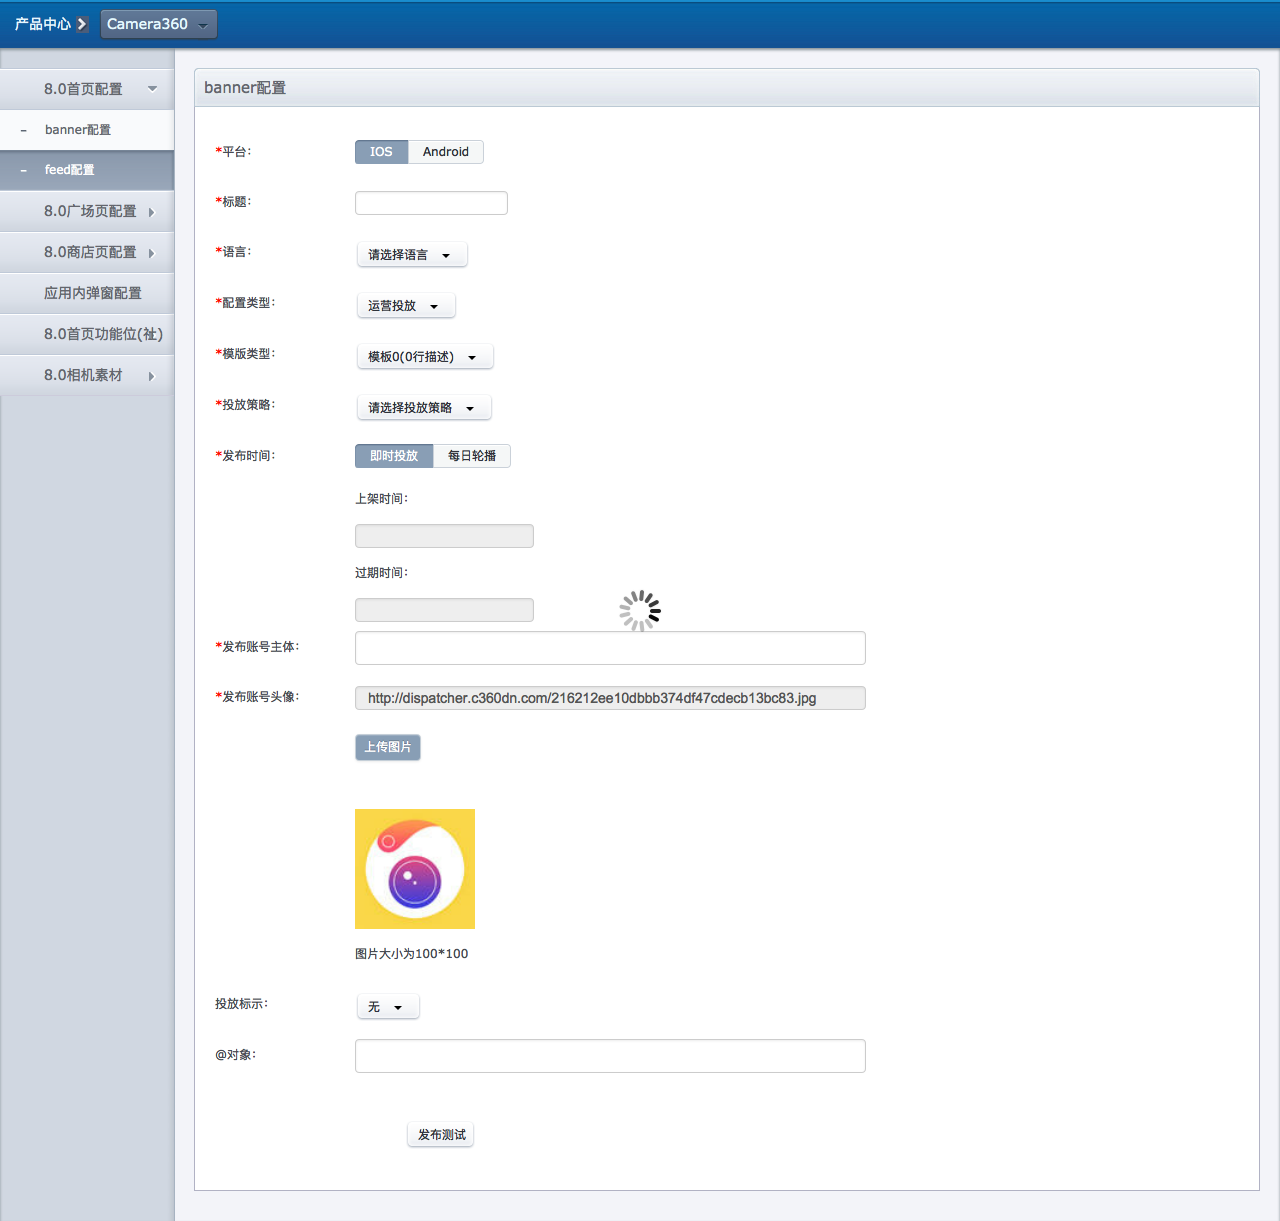 产品中心 Camera360
8.0首页配置
- banner配置
- feed配置
8.0广场页配置
8.0商店页配置
应用内弹窗配置
8.0首页功能位(祉)
8.0相机素材
banner配置
*平台： IOS Android
*标题：
*语言： 请选择语言
*配置类型： 运营投放
*模版类型： 模板0(0行描述)
*投放策略： 请选择投放策略
*发布时间： 即时投放 每日轮播
上架时间：
过期时间：
*发布账号主体：
*发布账号头像： http://dispatcher.c360dn.com/216212ee10dbbb374df47cdecb13bc83.jpg
上传图片
图片大小为100*100
投放标示： 无
@对象：
发布测试